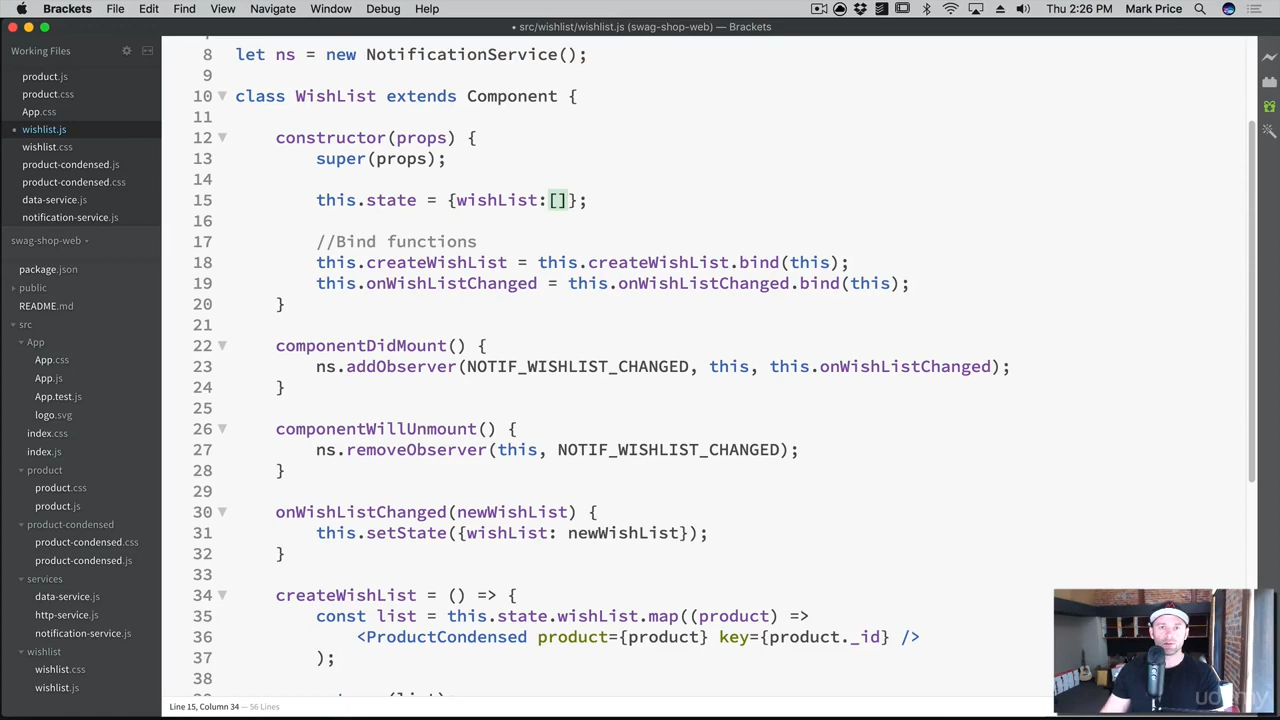 Brackets File Edit Find View Navigate Window Debug Help Thu 2:26 PM Mark Price
• src/wishlist/wishlist.js (swag-shop-web) — Brackets
Working Files
product.js
product.css
App.css
wishlist.js
wishlist.css
product-condensed.js
product-condensed.css
data-service.js
notification-service.js
swag-shop-web
package.json
public
README.md
src
App
App.css
App.js
App.test.js
logo.svg
index.css
index.js
product
product.css
product.js
product-condensed
product-condensed.css
product-condensed.js
services
data-service.js
http-service.js
notification-service.js
wishlist
wishlist.css
wishlist.js
8 let ns = new NotificationService();
9
10 class WishList extends Component {
11
12 constructor(props) {
13 super(props);
14
15 this.state = {wishList:[]};
16
17 //Bind functions
18 this.createWishList = this.createWishList.bind(this);
19 this.onWishListChanged = this.onWishListChanged.bind(this);
20 }
21
22 componentDidMount() {
23 ns.addObserver(NOTIF_WISHLIST_CHANGED, this, this.onWishListChanged);
24 }
25
26 componentWillUnmount() {
27 ns.removeObserver(this, NOTIF_WISHLIST_CHANGED);
28 }
29
30 onWishListChanged(newWishList) {
31 this.setState({wishList: newWishList});
32 }
33
34 createWishList = () => {
35 const list = this.state.wishList.map((product) =>
36 <ProductCondensed product={product} key={product._id} />
37 );
38
Line 15, Column 34 — 56 Lines
udemy